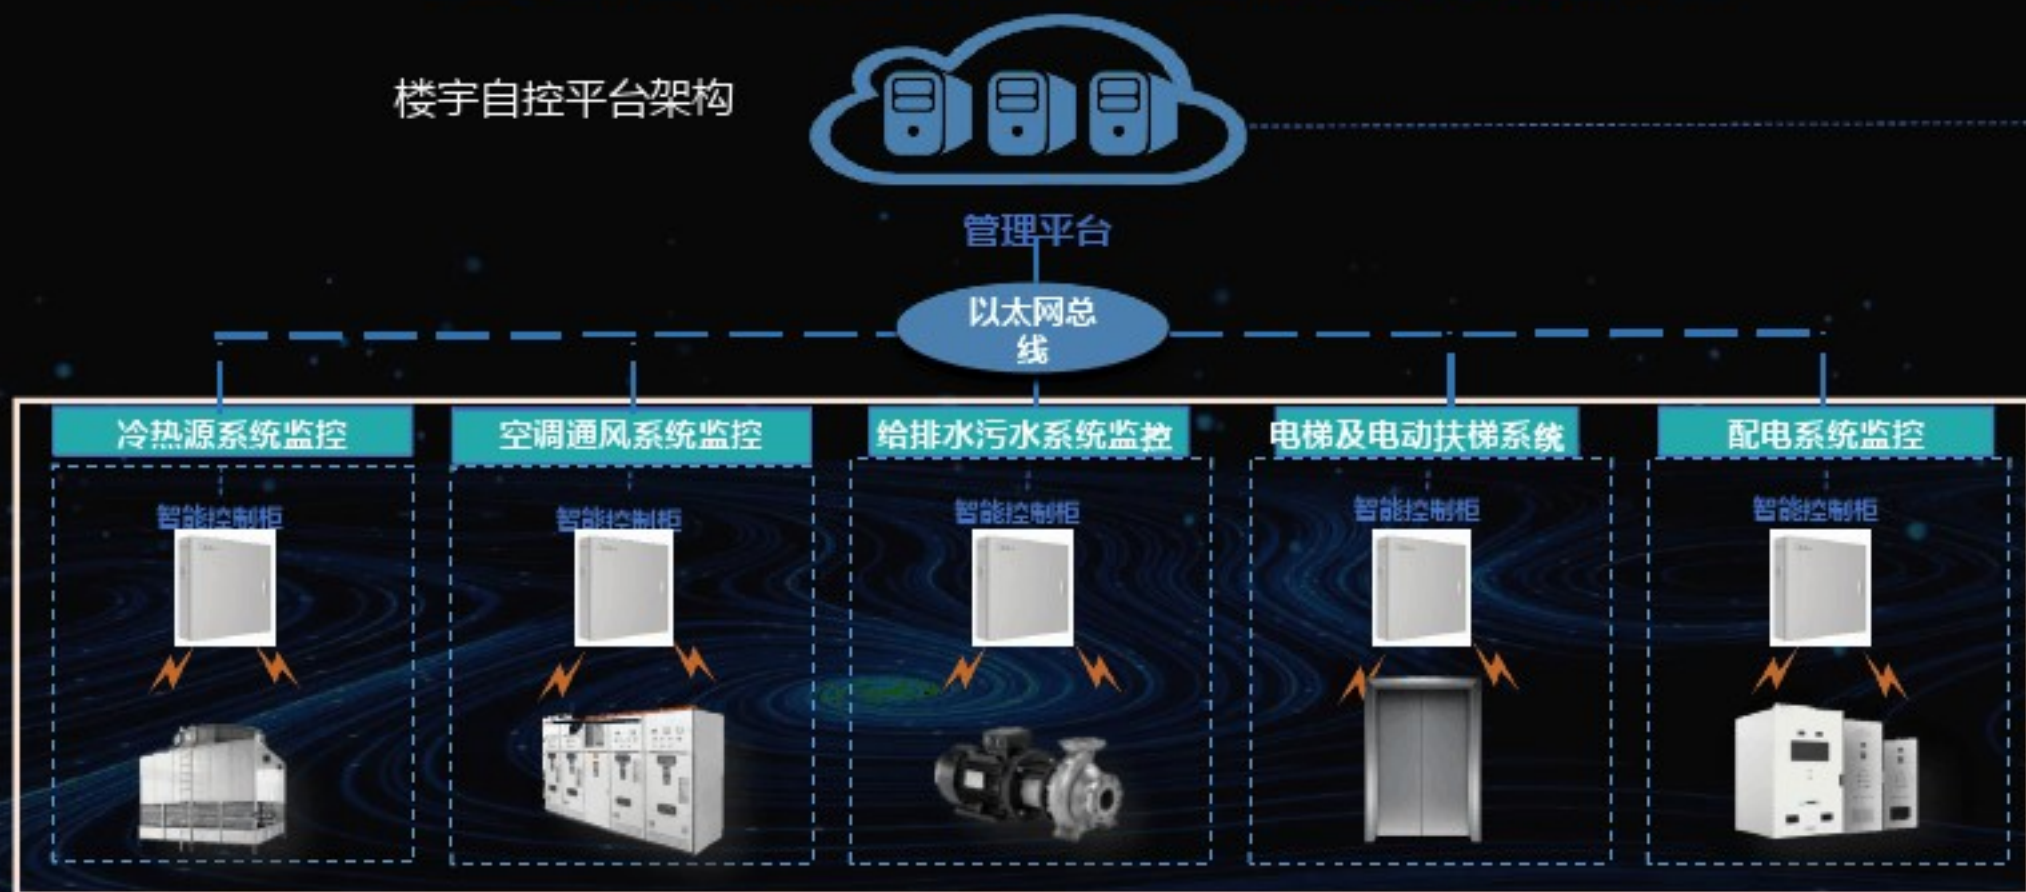 楼宇自控平台架构
管理平台
以太网总
线
冷热源系统监控
空调通风系统监控
给排水污水系统监控
电梯及电动扶梯系统
配电系统监控
智能控制柜
智能控制柜
智能控制柜
智能控制柜
智能控制柜